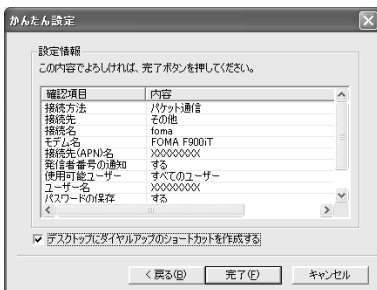 かんたん設定
設定情報
この内容でよろしければ、完了ボタンを押してください。
確認項目 内容
接続方法 パケット通信
接続先 その他
接続名 foma
モデム名 FOMA F900iT
接続先(APN)名 XXXXXXXX
発信者番号の通知 する
使用可能ユーザー すべてのユーザー
ユーザー名 XXXXXXXX
パスワードの保存 する
デスクトップにダイヤルアップのショートカットを作成する
< 戻る(B) 完了(F) キャンセル